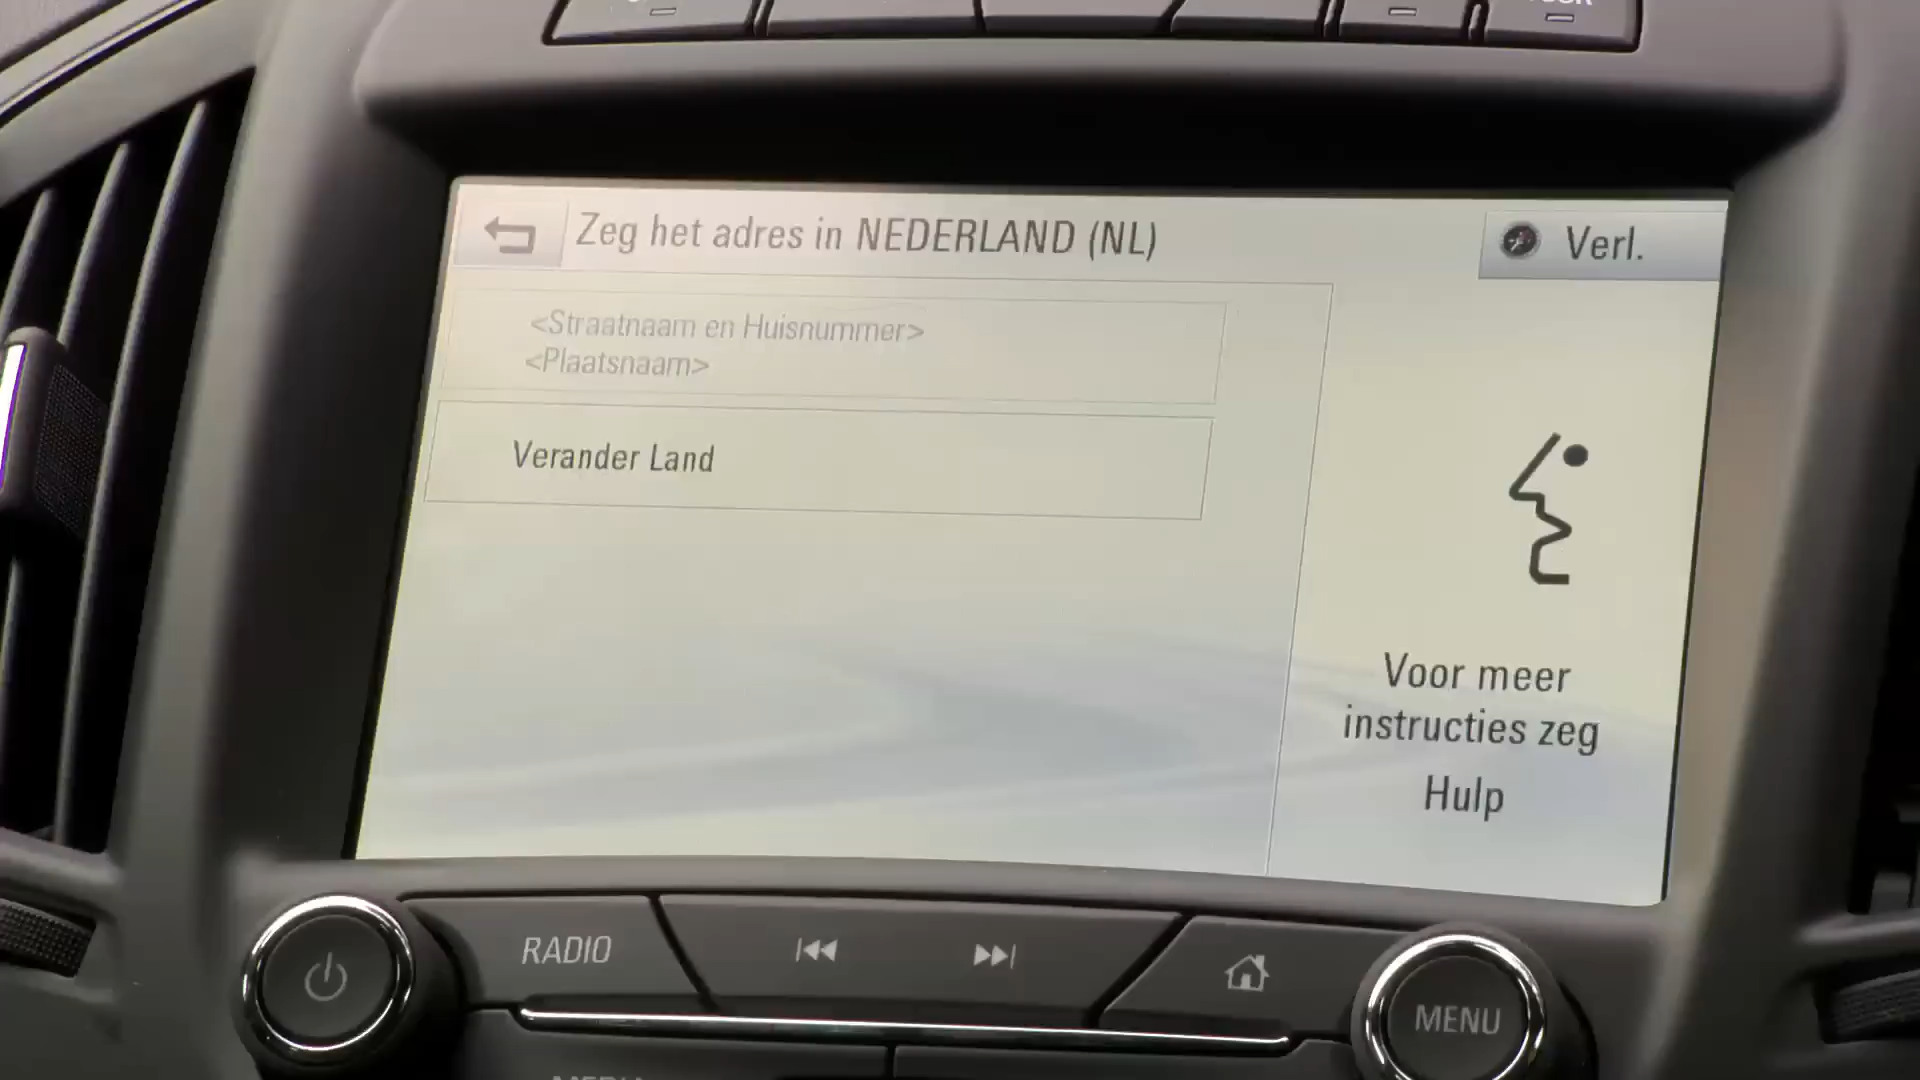 Zeg het adres in NEDERLAND (NL)
Verl.
<Straatnaam en Huisnummer>
<Plaatsnaam>
Verander Land
Voor meer
instructies zeg
Hulp
RADIO
MENU